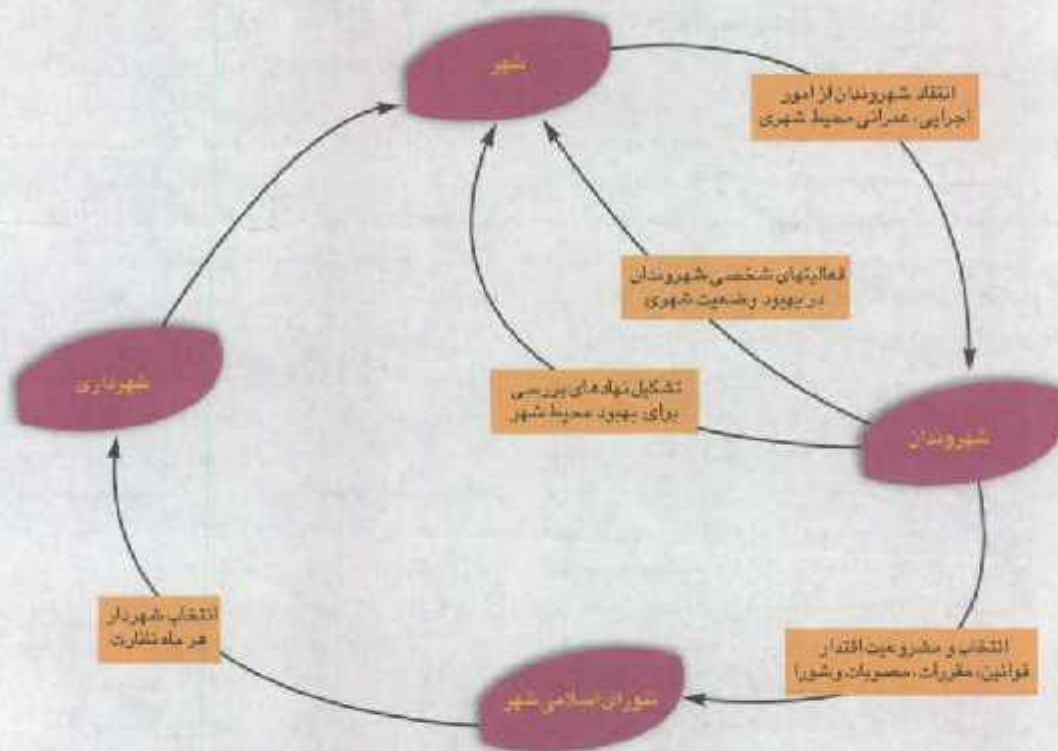 شهر
انتقاد شهروندان از امور
اجرایی، عمرانی محیط شهری
فعالیتهای شخصی شهروندان
در بهبود وضعیت شهری
شهرداری
تشکیل نهادهای بررسی
برای بهبود محیط شهر
شهروندان
انتخاب شهردار
هر ماه نظارت
انتخاب و مشروعیت اقتدار
قوانین، مقررات، مصوبات و شورا
شورای اسلامی شهر